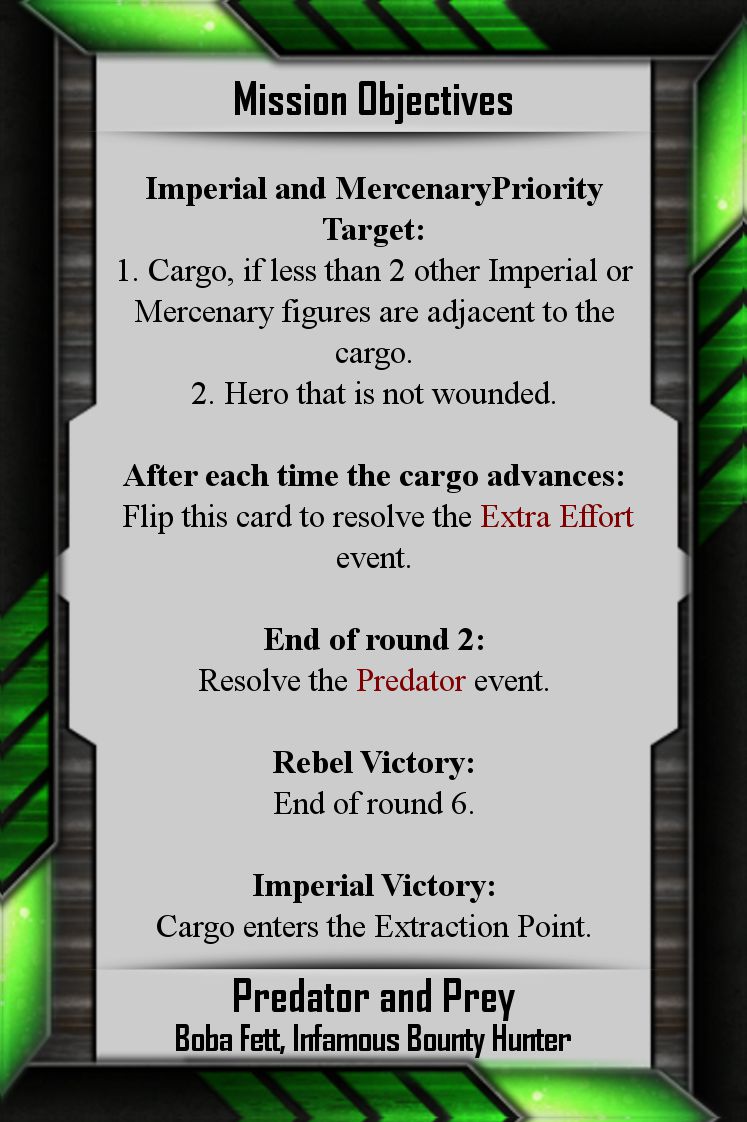 Mission Objectives
Imperial and MercenaryPriority
Target:
1. Cargo, if less than 2 other Imperial or
Mercenary figures are adjacent to the
cargo.
2. Hero that is not wounded.
After each time the cargo advances:
Flip this card to resolve the Extra Effort
event.
End of round 2:
Resolve the Predator event.
Rebel Victory:
End of round 6.
Imperial Victory:
Cargo enters the Extraction Point.
Predator and Prey
Boba Fett, Infamous Bounty Hunter